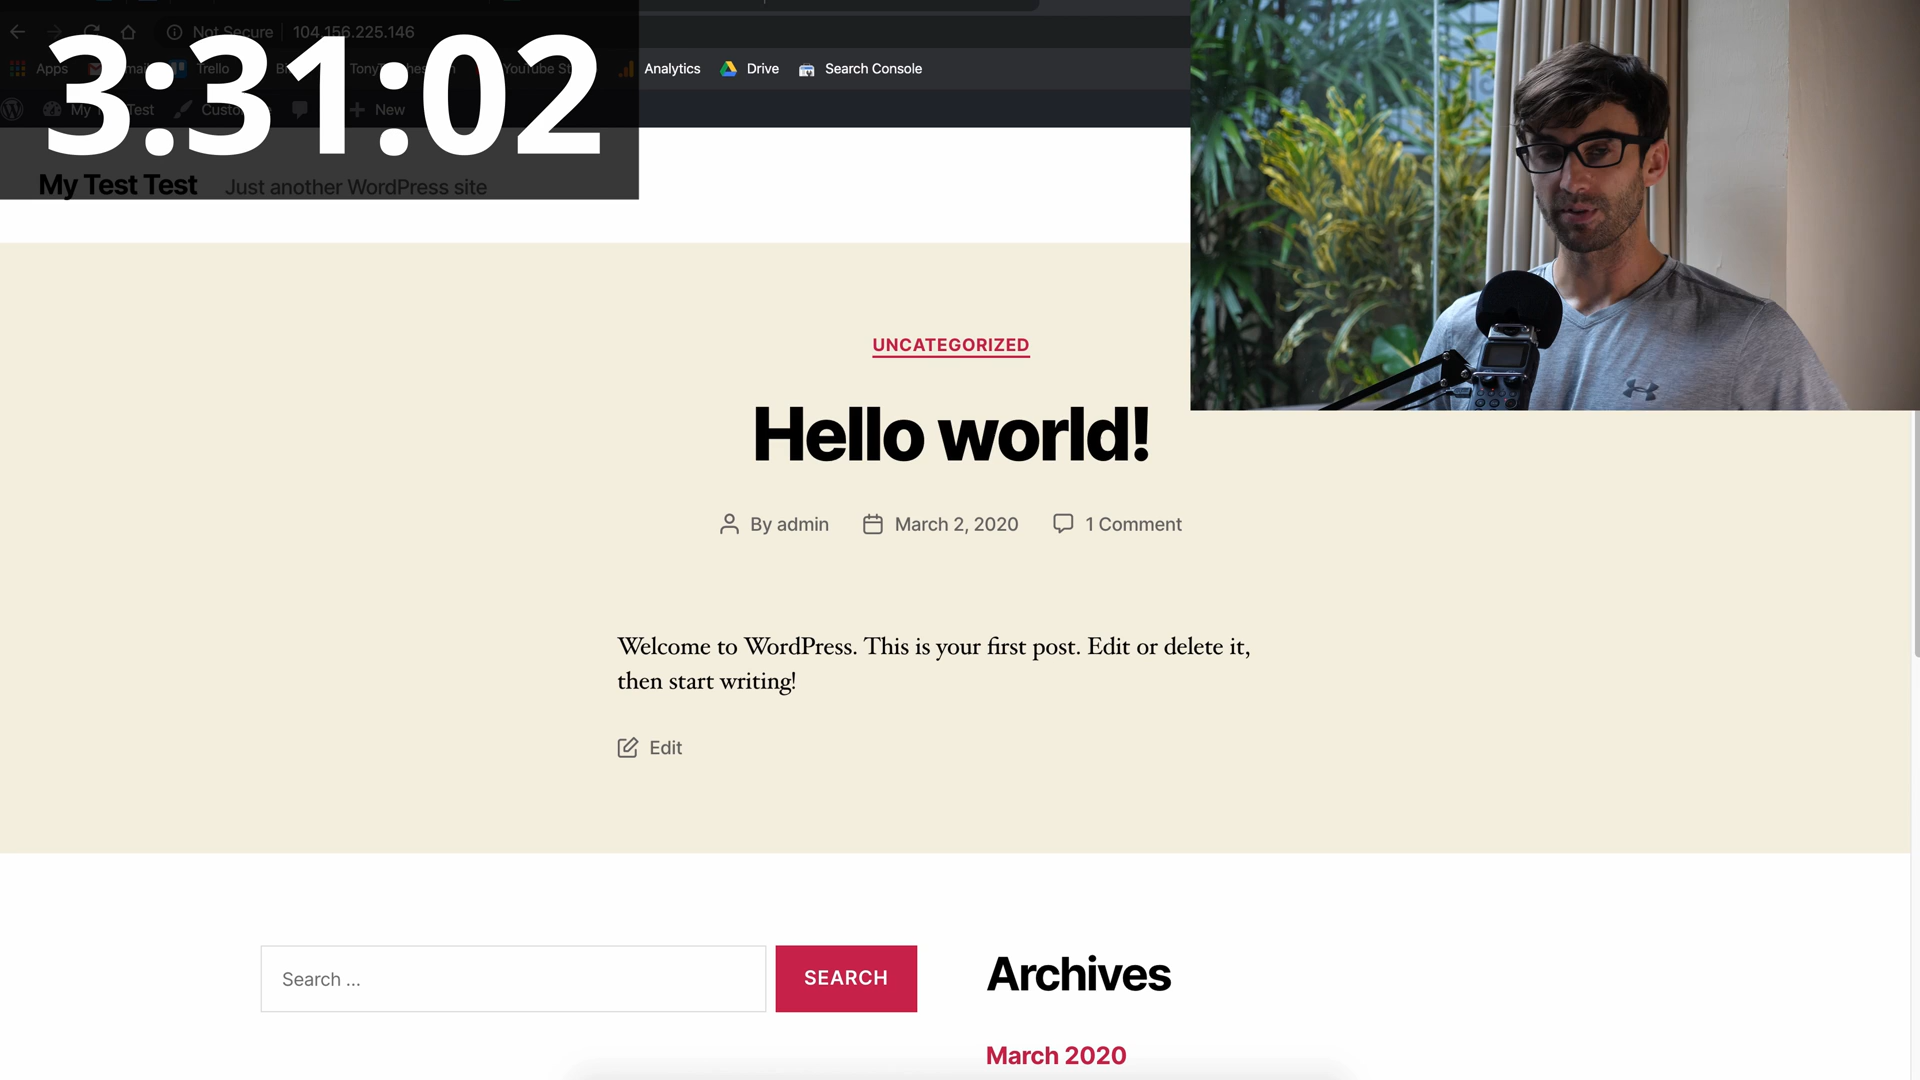 Not Secure 104.156.225.146
3:31:02
Apps Trello YouTube Analytics Drive Search Console
My Test New
My Test Test Just another WordPress site
UNCATEGORIZED
Hello world!
By admin March 2, 2020 1 Comment
Welcome to WordPress. This is your first post. Edit or delete it,
then start writing!
Edit
Search ... SEARCH
Archives
March 2020